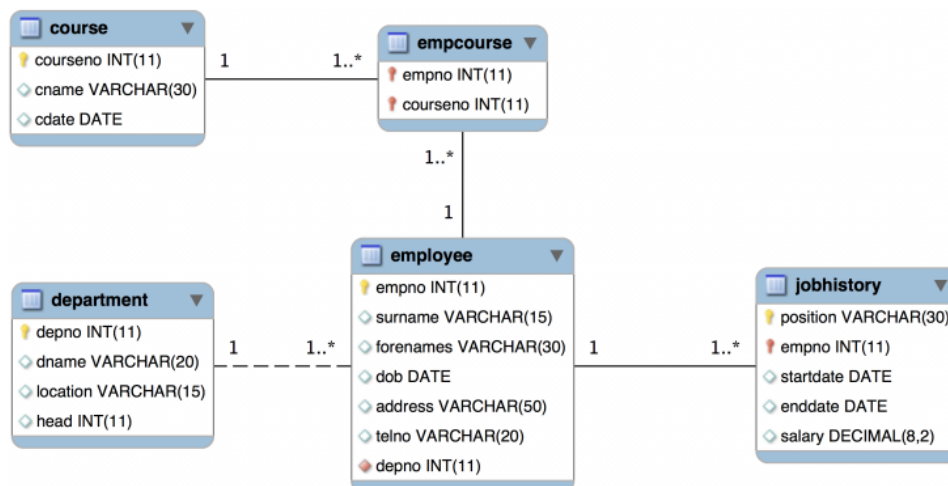 course
courseno INT(11)
cname VARCHAR(30)
cdate DATE
1
1..*
empcourse
empno INT(11)
courseno INT(11)
1..*
1
department
depno INT(11)
dname VARCHAR(20)
location VARCHAR(15)
head INT(11)
1
1..*
employee
empno INT(11)
surname VARCHAR(15)
forenames VARCHAR(30)
dob DATE
address VARCHAR(50)
telno VARCHAR(20)
depno INT(11)
1
1..*
jobhistory
position VARCHAR(30)
empno INT(11)
startdate DATE
enddate DATE
salary DECIMAL(8,2)